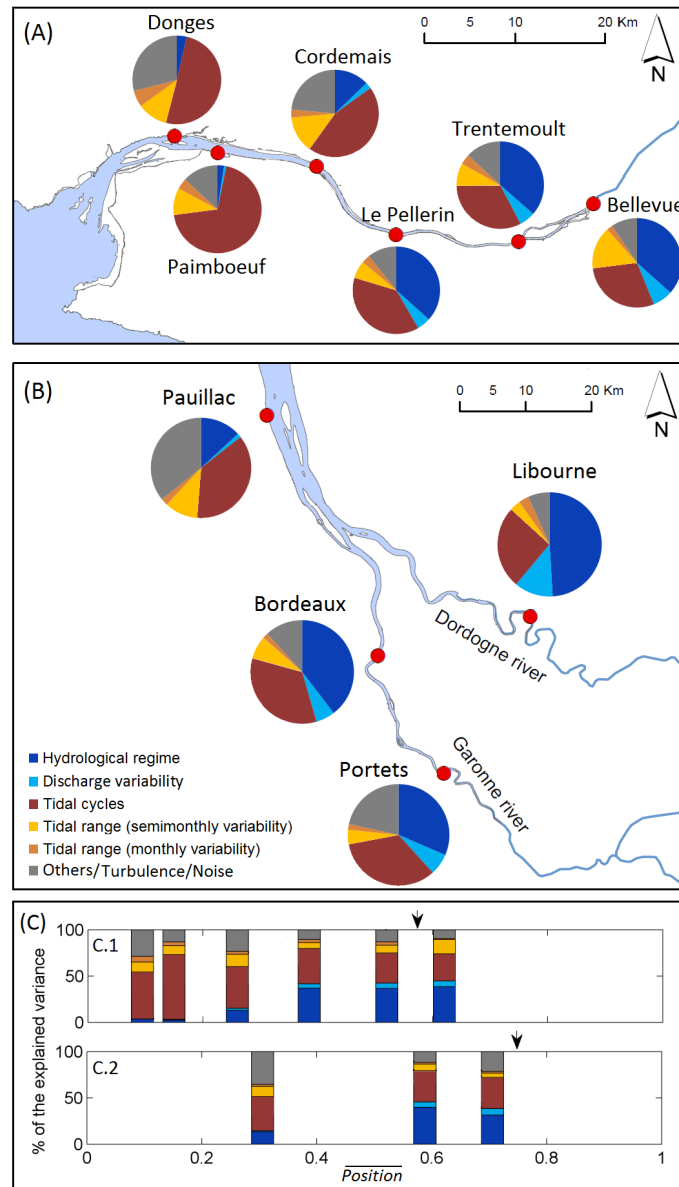 (A)
Donges
Cordemais
0 10 20 Km
N
Trentemoult
Le Pellerin
Bellevue
Paimboeuf
(B)
Pauillac
0 10 20 Km
N
Libourne
Bordeaux
Dordogne river
Garonne river
Portets
Hydrological regime
Discharge variability
Tidal cycles
Tidal range (semimonthly variability)
Tidal range (monthly variability)
Others/Turbulence/Noise
(C)
% of the explained variance
100
C.1
50
0
100
C.2
50
0
0 0.2 0.4 0.6 0.8 1
Position